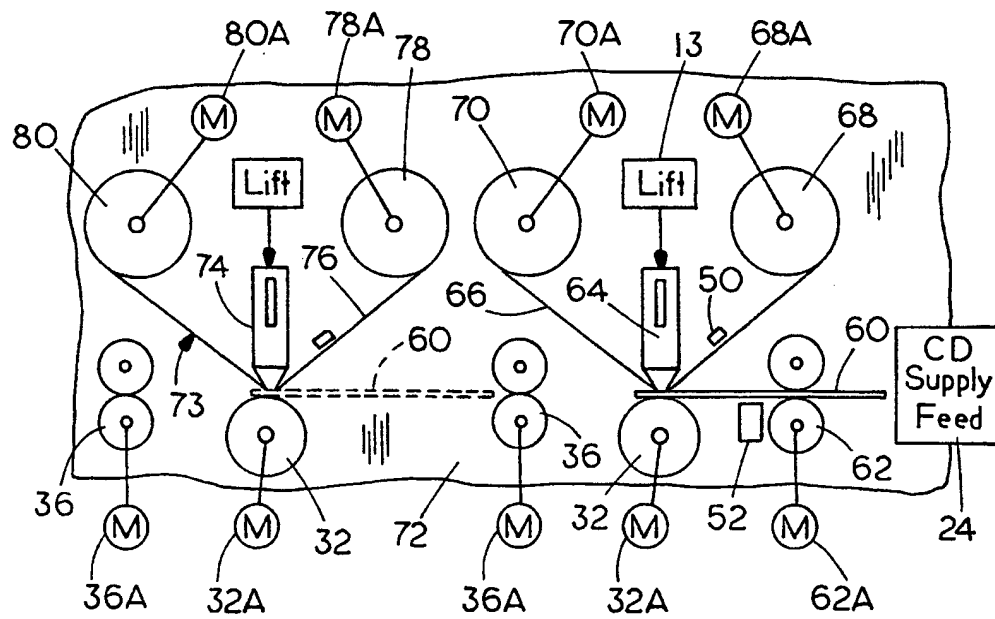 80A 78A 78 70A 13 68A
M M M M
80 70 68
Lift Lift
74 76 66 64 50
60 60
73
CD
Supply
Feed
36 32 72 36 32 52 62 24
M M M M M
36A 32A 36A 32A 62A